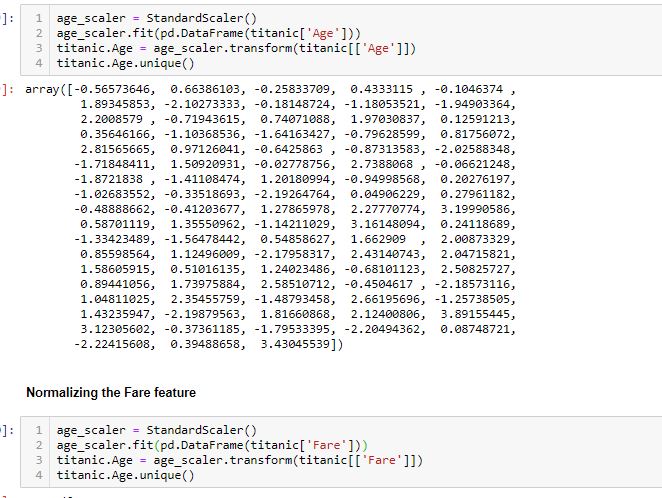 ]: 1 age_scaler = StandardScaler()
2 age_scaler.fit(pd.DataFrame(titanic['Age']))
3 titanic.Age = age_scaler.transform(titanic[['Age']])
4 titanic.Age.unique()
]: array([-0.56573646, 0.66386103, -0.25833709, 0.4333115 , -0.1046374 ,
1.89345853, -2.10273333, -0.18148724, -1.18053521, -1.94903364,
2.2008579 , -0.71943615, 0.74071088, 1.97030837, 0.12591213,
0.35646166, -1.10368536, -1.64163427, -0.79628599, 0.81756072,
2.81565665, 0.97126041, -0.6425863 , -0.87313583, -2.02588348,
-1.71848411, 1.50920931, -0.02778756, 2.7388068 , -0.06621248,
-1.8721838 , -1.41108474, 1.20180994, -0.94998568, 0.20276197,
-1.02683552, -0.33518693, -2.19264764, 0.04906229, 0.27961182,
-0.48888662, -0.41203677, 1.27865978, 2.27770774, 3.19990586,
0.58701119, 1.35550962, -1.14211029, 3.16148094, 0.24118689,
-1.33423489, -1.56478442, 0.54858627, 1.662909 , 2.00873329,
0.85598564, 1.12496009, -2.17958317, 2.43140743, 2.04715821,
1.58605915, 0.51016135, 1.24023486, -0.68101123, 2.50825727,
0.89441056, 1.73975884, 2.58510712, -0.4504617 , -2.18573116,
1.04811025, 2.35455759, -1.48793458, 2.66195696, -1.25738505,
1.43235947, -2.19879563, 1.81660868, 2.12400806, 3.89155445,
3.12305602, -0.37361185, -1.79533395, -2.20494362, 0.08748721,
-2.22415608, 0.39488658, 3.43045539])
Normalizing the Fare feature
]: 1 age_scaler = StandardScaler()
2 age_scaler.fit(pd.DataFrame(titanic['Fare']))
3 titanic.Age = age_scaler.transform(titanic[['Fare']])
4 titanic.Age.unique()